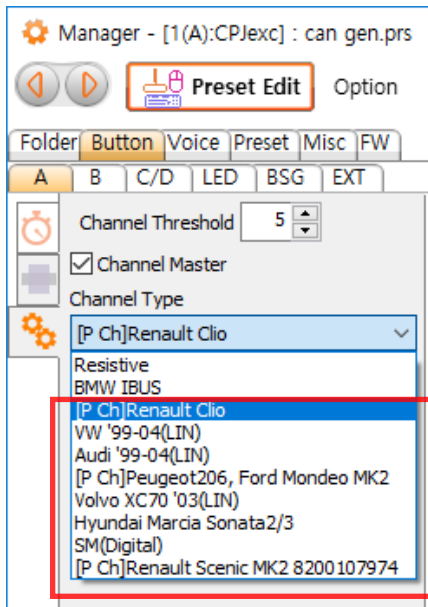 Manager - [1(A):CPJexc] : can gen.prs
Preset Edit Option
Folder Button Voice Preset Misc FW
A B C/D LED BSG EXT
Channel Threshold 5
Channel Master
Channel Type
[P Ch]Renault Clio
Resistive
BMW IBUS
[P Ch]Renault Clio
VW '99-04(LIN)
Audi '99-04(LIN)
[P Ch]Peugeot206, Ford Mondeo MK2
Volvo XC70 '03(LIN)
Hyundai Marcia Sonata2/3
SM(Digital)
[P Ch]Renault Scenic MK2 8200107974